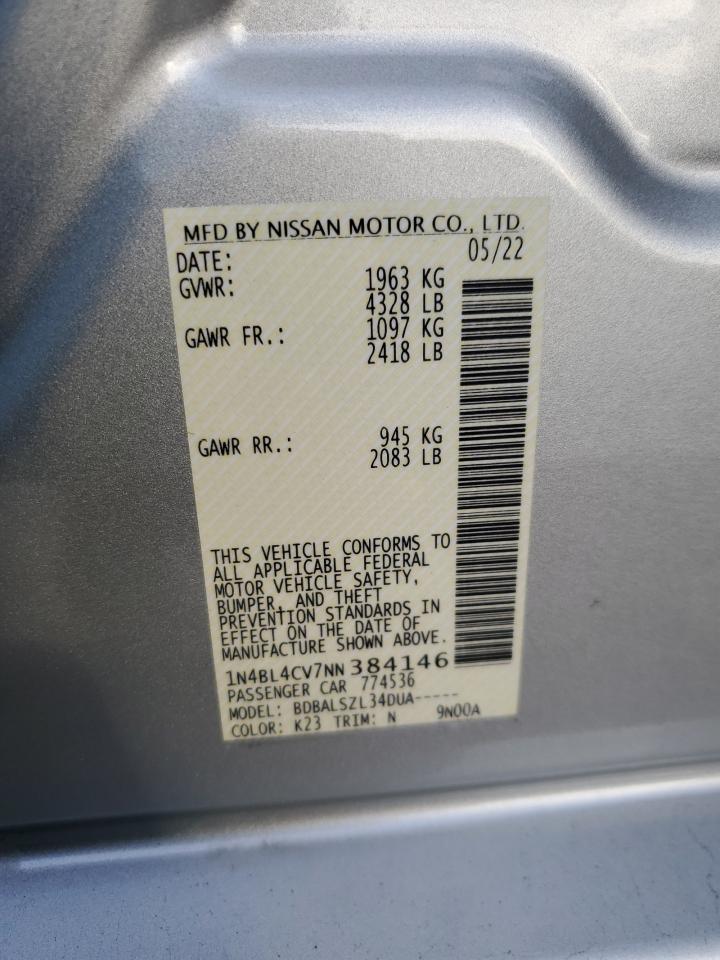 MFD BY NISSAN MOTOR CO., LTD.
DATE: 05/22
GVWR: 1963 KG
4328 LB
GAWR FR.: 1097 KG
2418 LB
GAWR RR.: 945 KG
2083 LB
THIS VEHICLE CONFORMS TO
ALL APPLICABLE FEDERAL
MOTOR VEHICLE SAFETY,
BUMPER, AND THEFT
PREVENTION STANDARDS IN
EFFECT ON THE DATE OF
MANUFACTURE SHOWN ABOVE.
1N4BL4CV7NN384146
PASSENGER CAR 774536
MODEL: BDBALSZL34DUA-----
COLOR: K23 TRIM: N 9N00A